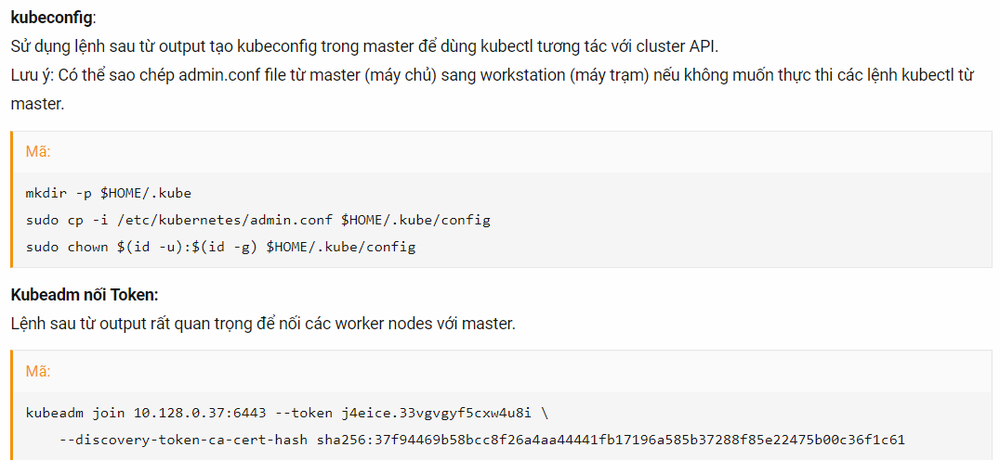 kubeconfig:
Sử dụng lệnh sau từ output tạo kubeconfig trong master để dùng kubectl tương tác với cluster API.
Lưu ý: Có thể sao chép admin.conf file từ master (máy chủ) sang workstation (máy trạm) nếu không muốn thực thi các lệnh kubectl từ
master.
Mã:
mkdir -p $HOME/.kube
sudo cp -i /etc/kubernetes/admin.conf $HOME/.kube/config
sudo chown $(id -u):$(id -g) $HOME/.kube/config
Kubeadm nối Token:
Lệnh sau từ output rất quan trọng để nối các worker nodes với master.
Mã:
kubeadm join 10.128.0.37:6443 --token j4eice.33vgvgyf5cxw4u8i \
    --discovery-token-ca-cert-hash sha256:37f94469b58bcc8f26a4aa44441fb17196a585b37288f85e22475b00c36f1c61